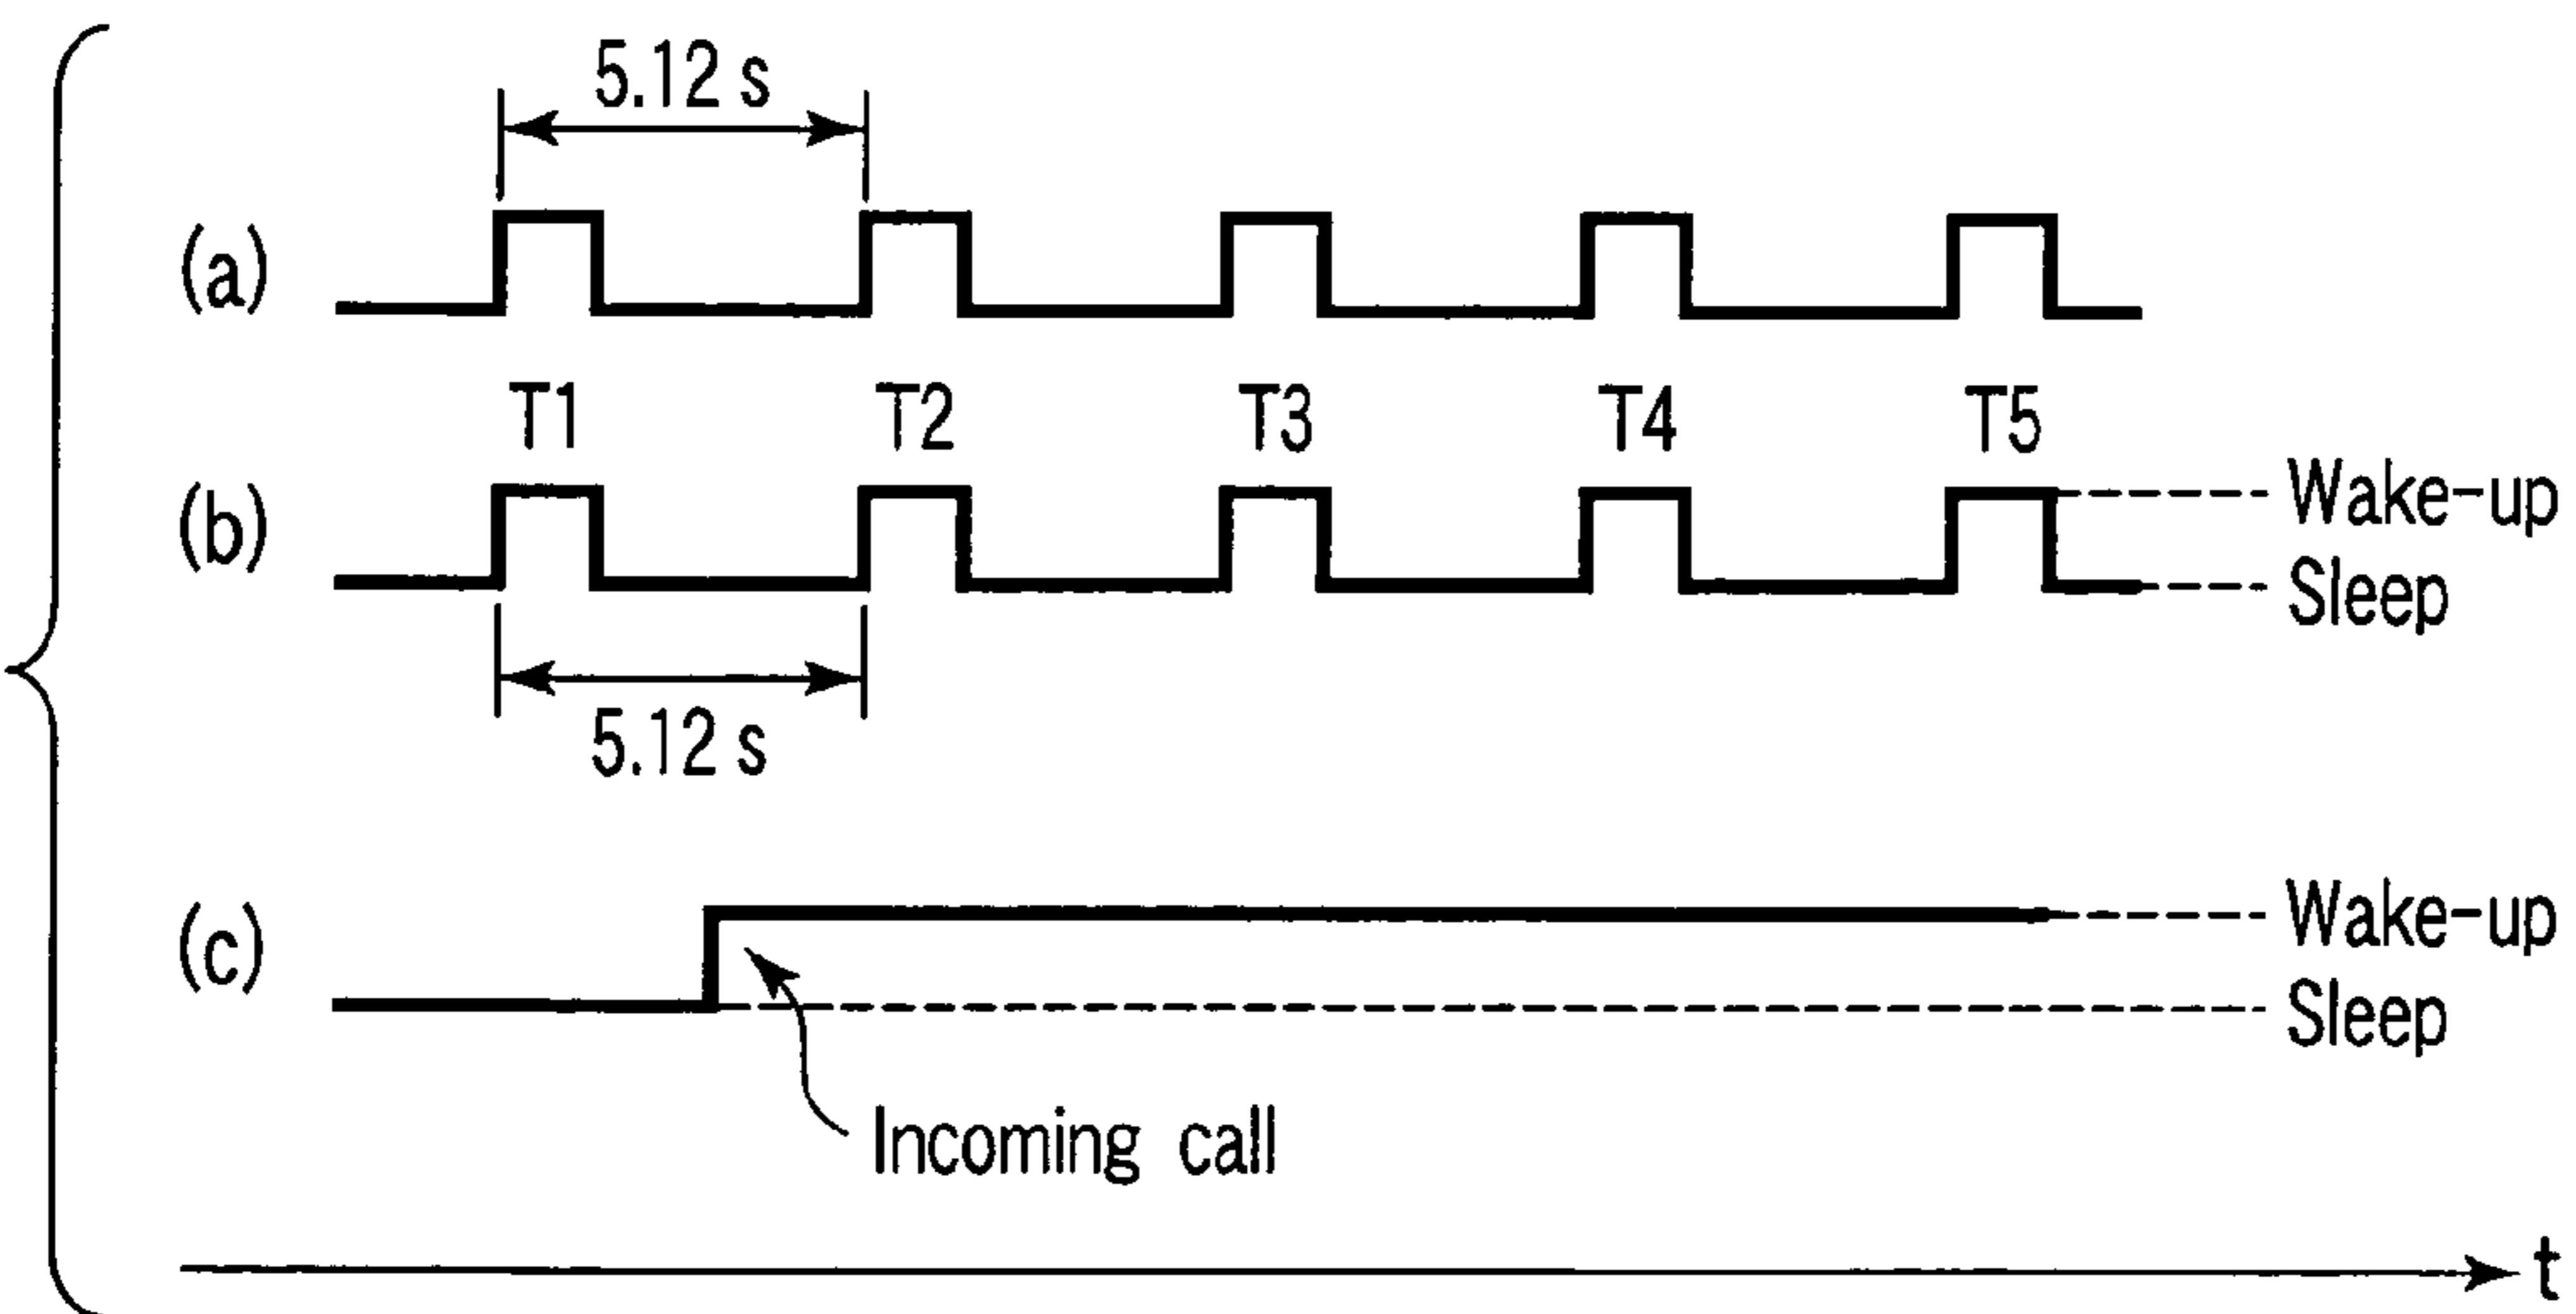 5.12 s
(a)
T1 T2 T3 T4 T5
(b)
Wake-up
Sleep
5.12 s
(c)
Wake-up
Sleep
Incoming call
t